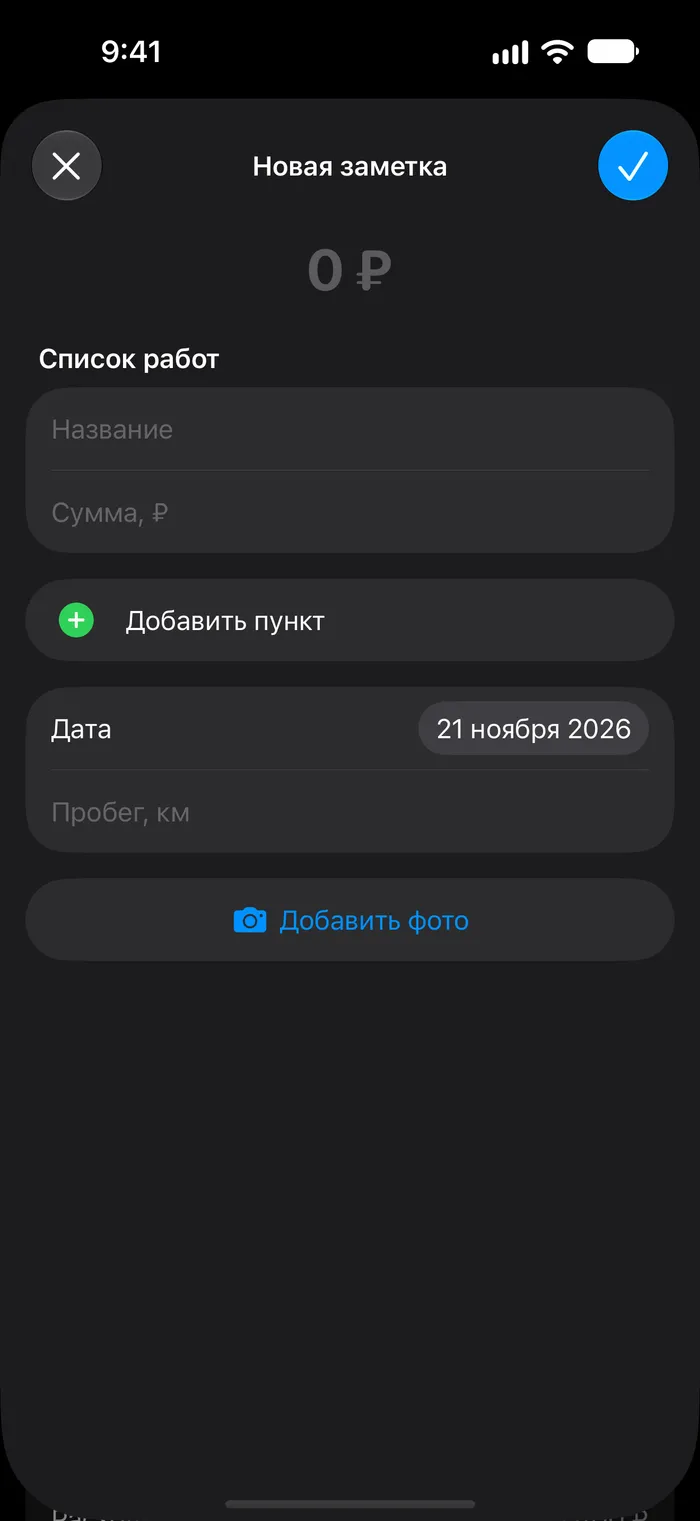 9:41
Новая заметка
0 ₽
Список работ
Название
Сумма, ₽
Добавить пункт
Дата 21 ноября 2026
Пробег, км
Добавить фото